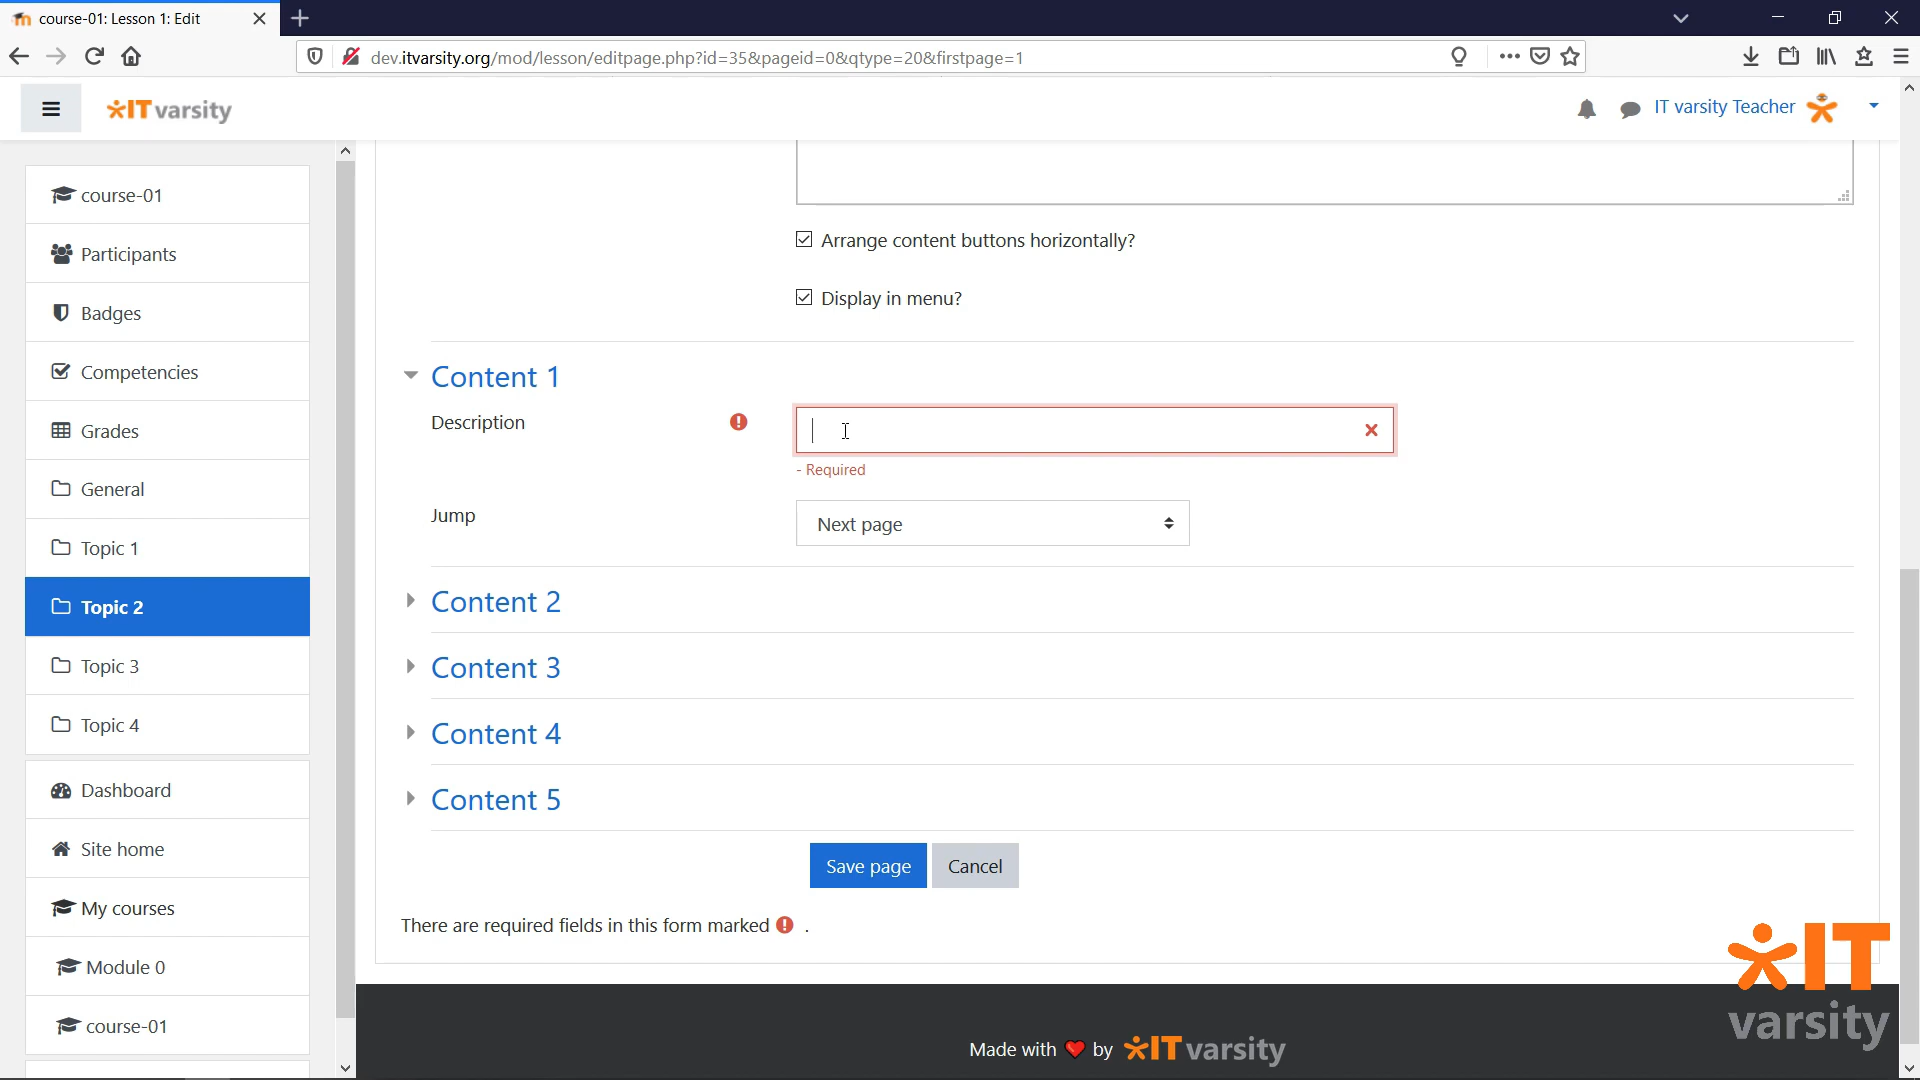 course-01: Lesson 1: Edit
dev.itvarsity.org/mod/lesson/editpage.php?id=35&pageid=0&qtype=20&firstpage=1
IT varsity
IT varsity Teacher
course-01
Participants
Badges
Competencies
Grades
General
Topic 1
Topic 2
Topic 3
Topic 4
Dashboard
Site home
My courses
Module 0
course-01
Arrange content buttons horizontally?
Display in menu?
Content 1
Description
- Required
Jump
Next page
Content 2
Content 3
Content 4
Content 5
Save page
Cancel
There are required fields in this form marked .
Made with ❤ by IT varsity
IT
varsity